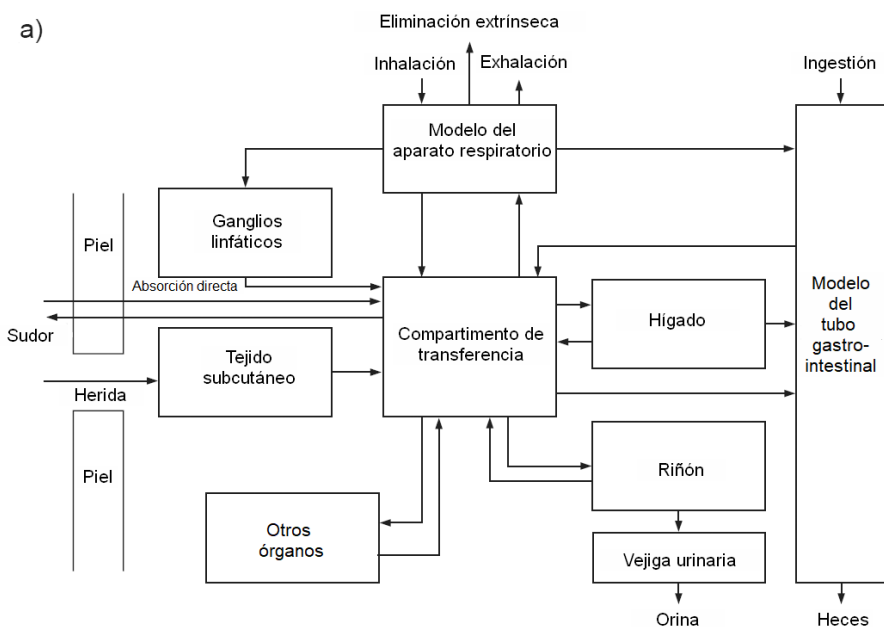 a)
Eliminación extrínseca
Inhalación
Exhalación
Ingestión
Modelo del
aparato respiratorio
Piel
Ganglios
linfáticos
Absorción directa
Sudor
Compartimento de
transferencia
Hígado
Modelo
del
tubo
gastro-
intestinal
Tejido
subcutáneo
Herida
Piel
Riñón
Otros
órganos
Vejiga urinaria
Orina
Heces